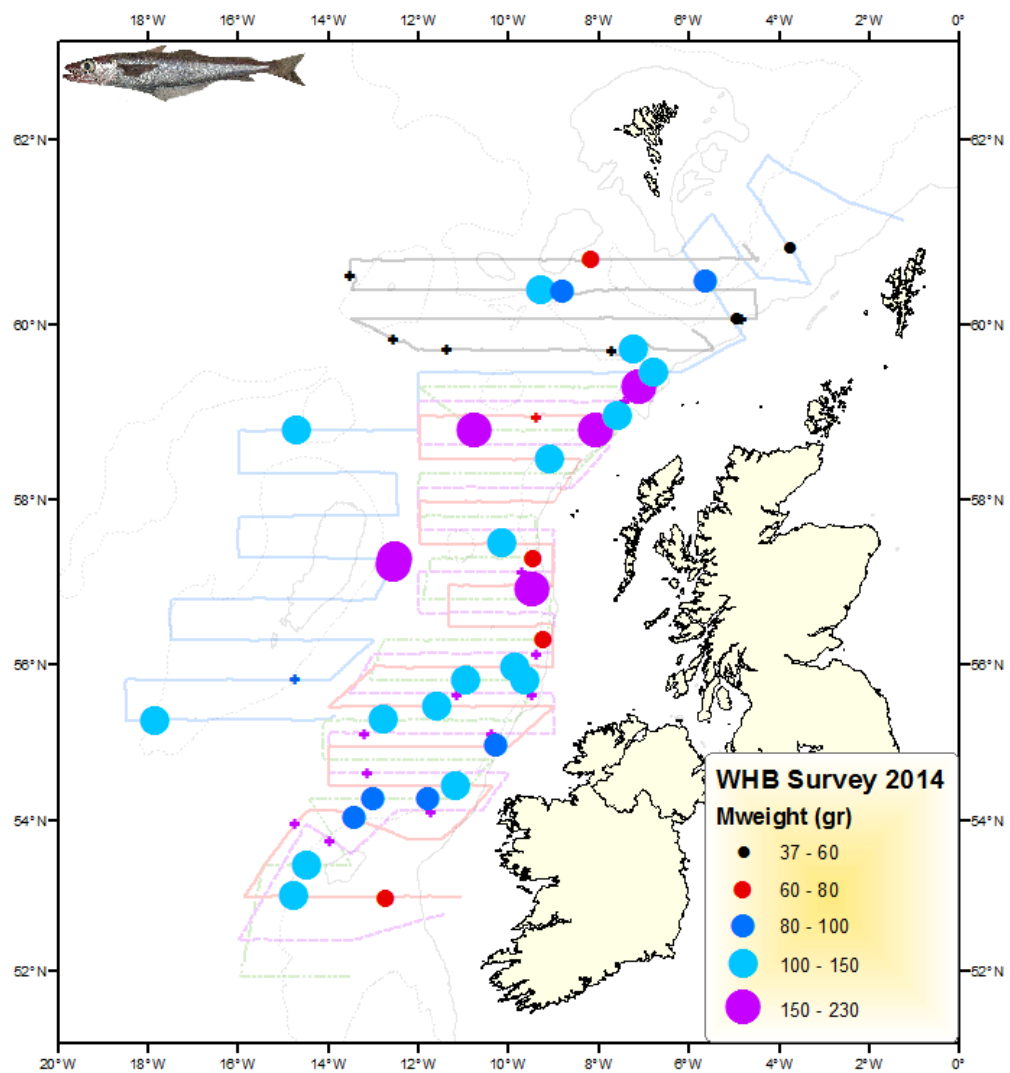 20°W 18°W 16°W 14°W 12°W 10°W 8°W 6°W 4°W 2°W 0°
62°N 62°N
60°N 60°N
58°N 58°N
56°N 56°N
54°N 54°N
52°N 52°N
WHB Survey 2014
Mweight (gr)
37 - 60
60 - 80
80 - 100
100 - 150
150 - 230
20°W 18°W 16°W 14°W 12°W 10°W 8°W 6°W 4°W 2°W 0°